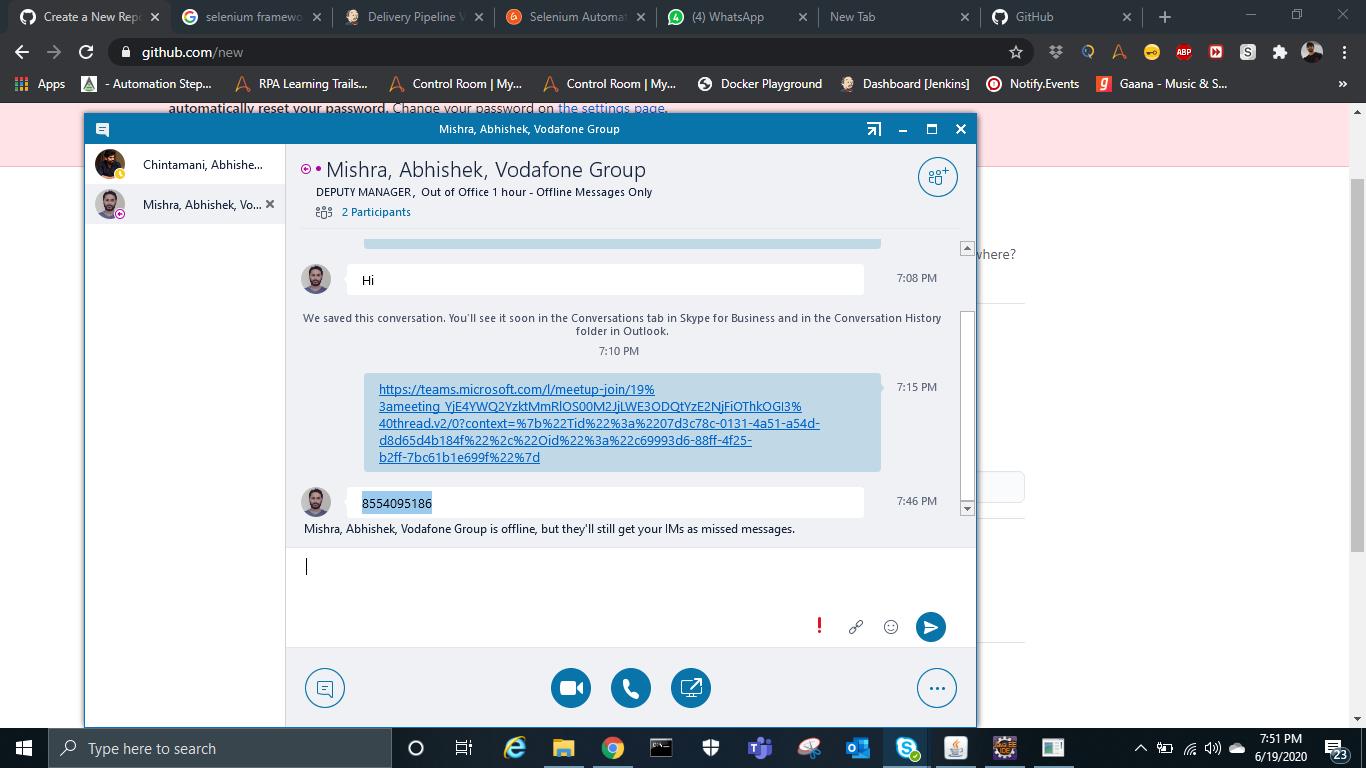 Create a New Repo
selenium framewo
Delivery Pipeline V
Selenium Automat
(4) WhatsApp
New Tab
GitHub
github.com/new
ABP
S
Apps
- Automation Step...
RPA Learning Trails...
Control Room | My...
Control Room | My...
Docker Playground
Dashboard [Jenkins]
Notify.Events
Gaana - Music & S...
»
automatically reset your password. Change your password on the settings page.
Mishra, Abhishek, Vodafone Group
Chintamani, Abhishe...
Mishra, Abhishek, Vo...
Mishra, Abhishek, Vodafone Group
DEPUTY MANAGER, Out of Office 1 hour - Offline Messages Only
2 Participants
where?
Hi
7:08 PM
We saved this conversation. You'll see it soon in the Conversations tab in Skype for Business and in the Conversation History
folder in Outlook.
7:10 PM
https://teams.microsoft.com/l/meetup-join/19%
3ameeting_YjE4YWQ2YzktMmRlOS00M2JjLWE3ODQtYzE2NjFiOThkOGI3%
40thread.v2/0?context=%7b%22Tid%22%3a%2207d3c78c-0131-4a51-a54d-
d8d65d4b184f%22%2c%22Oid%22%3a%22c69993d6-88ff-4f25-
b2ff-7bc61b1e699f%22%7d
7:15 PM
8554095186
7:46 PM
Mishra, Abhishek, Vodafone Group is offline, but they'll still get your IMs as missed messages.
Type here to search
7:51 PM
6/19/2020
23